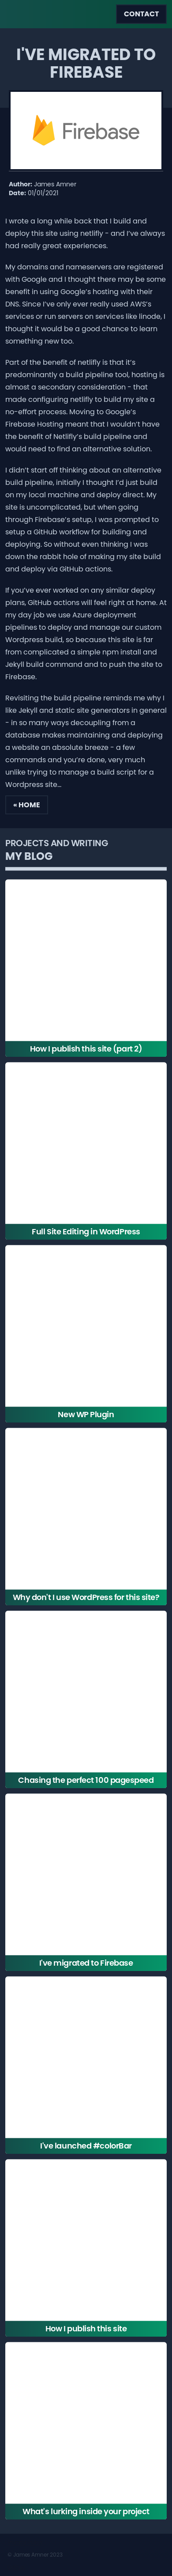 CONTACT
I'VE MIGRATED TO
FIREBASE
Firebase
Author: James Amner
Date: 01/01/2021
I wrote a long while back that I build and
deploy this site using netlify - and I've always
had really great experiences.
My domains and nameservers are registered
with Google and I thought there may be some
benefit in using Google's hosting with their
DNS. Since I've only ever really used AWS's
services or run servers on services like linode, I
thought it would be a good chance to learn
something new too.
Part of the benefit of netlifly is that it's
predominantly a build pipeline tool, hosting is
almost a secondary consideration - that
made configuring netlify to build my site a
no-effort process. Moving to Google's
Firebase Hosting meant that I wouldn't have
the benefit of Netlifly's build pipeline and
would need to find an alternative solution.
I didn't start off thinking about an alternative
build pipeline, initially I thought I'd just build
on my local machine and deploy direct. My
site is uncomplicated, but when going
through Firebase's setup, I was prompted to
setup a GitHub workflow for building and
deploying. So without even thinking I was
down the rabbit hole of making my site build
and deploy via GitHub actions.
If you've ever worked on any similar deploy
plans, GitHub actions will feel right at home. At
my day job we use Azure deployment
pipelines to deploy and manage our custom
Wordpress builds, so because this site is far
from complicated a simple npm install and
Jekyll build command and to push the site to
Firebase.
Revisiting the build pipeline reminds me why I
like Jekyll and static site generators in general
- in so many ways decoupling from a
database makes maintaining and deploying
a website an absolute breeze - a few
commands and you're done, very much
unlike trying to manage a build script for a
Wordpress site...
« HOME
PROJECTS AND WRITING
MY BLOG
How I publish this site (part 2)
Full Site Editing in WordPress
New WP Plugin
Why don't I use WordPress for this site?
Chasing the perfect 100 pagespeed
I've migrated to Firebase
I've launched #colorBar
How I publish this site
What's lurking inside your project
© James Amner 2023